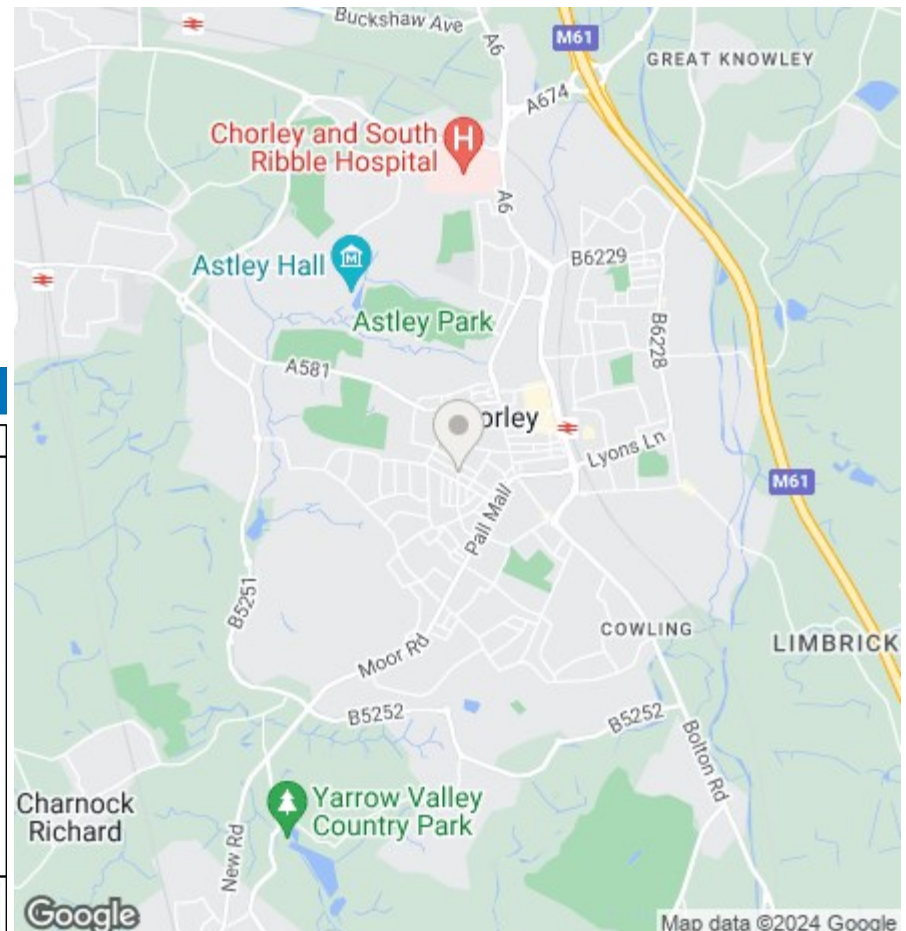 Buckshaw Ave
A6
M61
GREAT KNOWLEY
A674
Chorley and South
Ribble Hospital
H
A6
B6229
Astley Hall
M
Astley Park
B6228
A581
orley
Lyons Ln
M61
Pall Mall
B5251
COWLING
LIMBRICK
Moor Rd
B5252
B5252
Bolton Rd
Charnock
Richard
Yarrow Valley
Country Park
New Rd
Google
Map data ©2024 Google